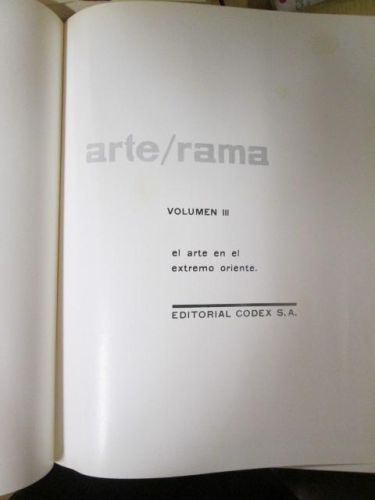 arte/rama
VOLUMEN III
el arte en el
extremo oriente.
EDITORIAL CODEX S.A.